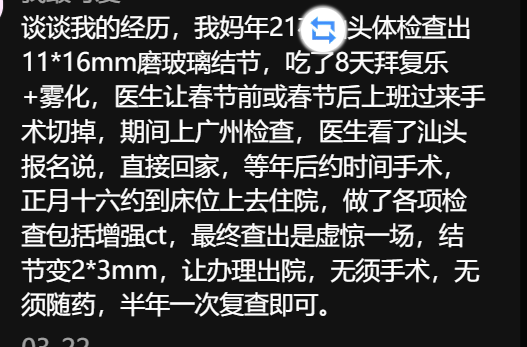 谈谈我的经历，我妈年21 头体检查出
11*16mm磨玻璃结节，吃了8天拜复乐
+雾化，医生让春节前或春节后上班过来手
术切掉，期间上广州检查，医生看了汕头
报名说，直接回家，等年后约时间手术，
正月十六约到床位上去住院，做了各项检
查包括增强ct，最终查出是虚惊一场，结
节变2*3mm，让办理出院，无须手术，无
须随药，半年一次复查即可。
03-22